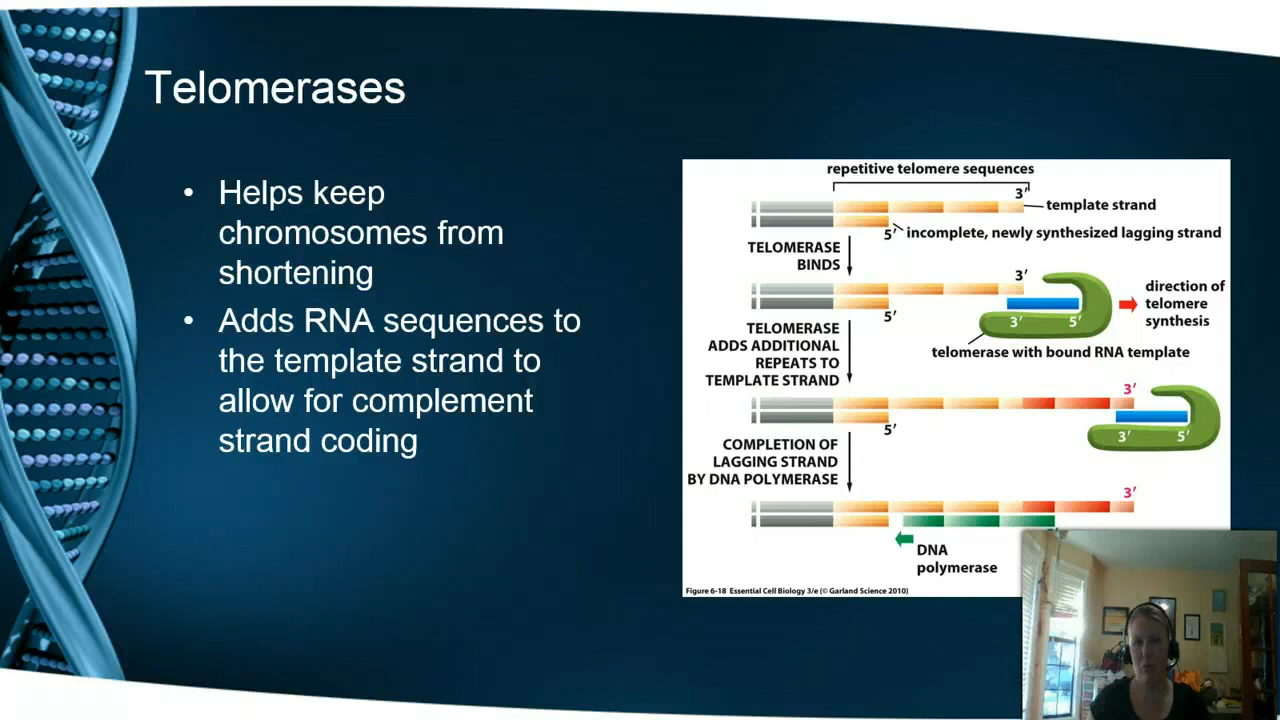 Telomerases
• Helps keep
chromosomes from
shortening
• Adds RNA sequences to
the template strand to
allow for complement
strand coding
repetitive telomere sequences
3′
template strand
5′
incomplete, newly synthesized lagging strand
TELOMERASE
BINDS
3′
5′
3′ 5′
direction of
telomere
synthesis
telomerase with bound RNA template
TELOMERASE
ADDS ADDITIONAL
REPEATS TO
TEMPLATE STRAND
3′
5′
3′ 5′
COMPLETION OF
LAGGING STRAND
BY DNA POLYMERASE
3′
DNA
polymerase
Figure 6-18 Essential Cell Biology 3/e (© Garland Science 2010)